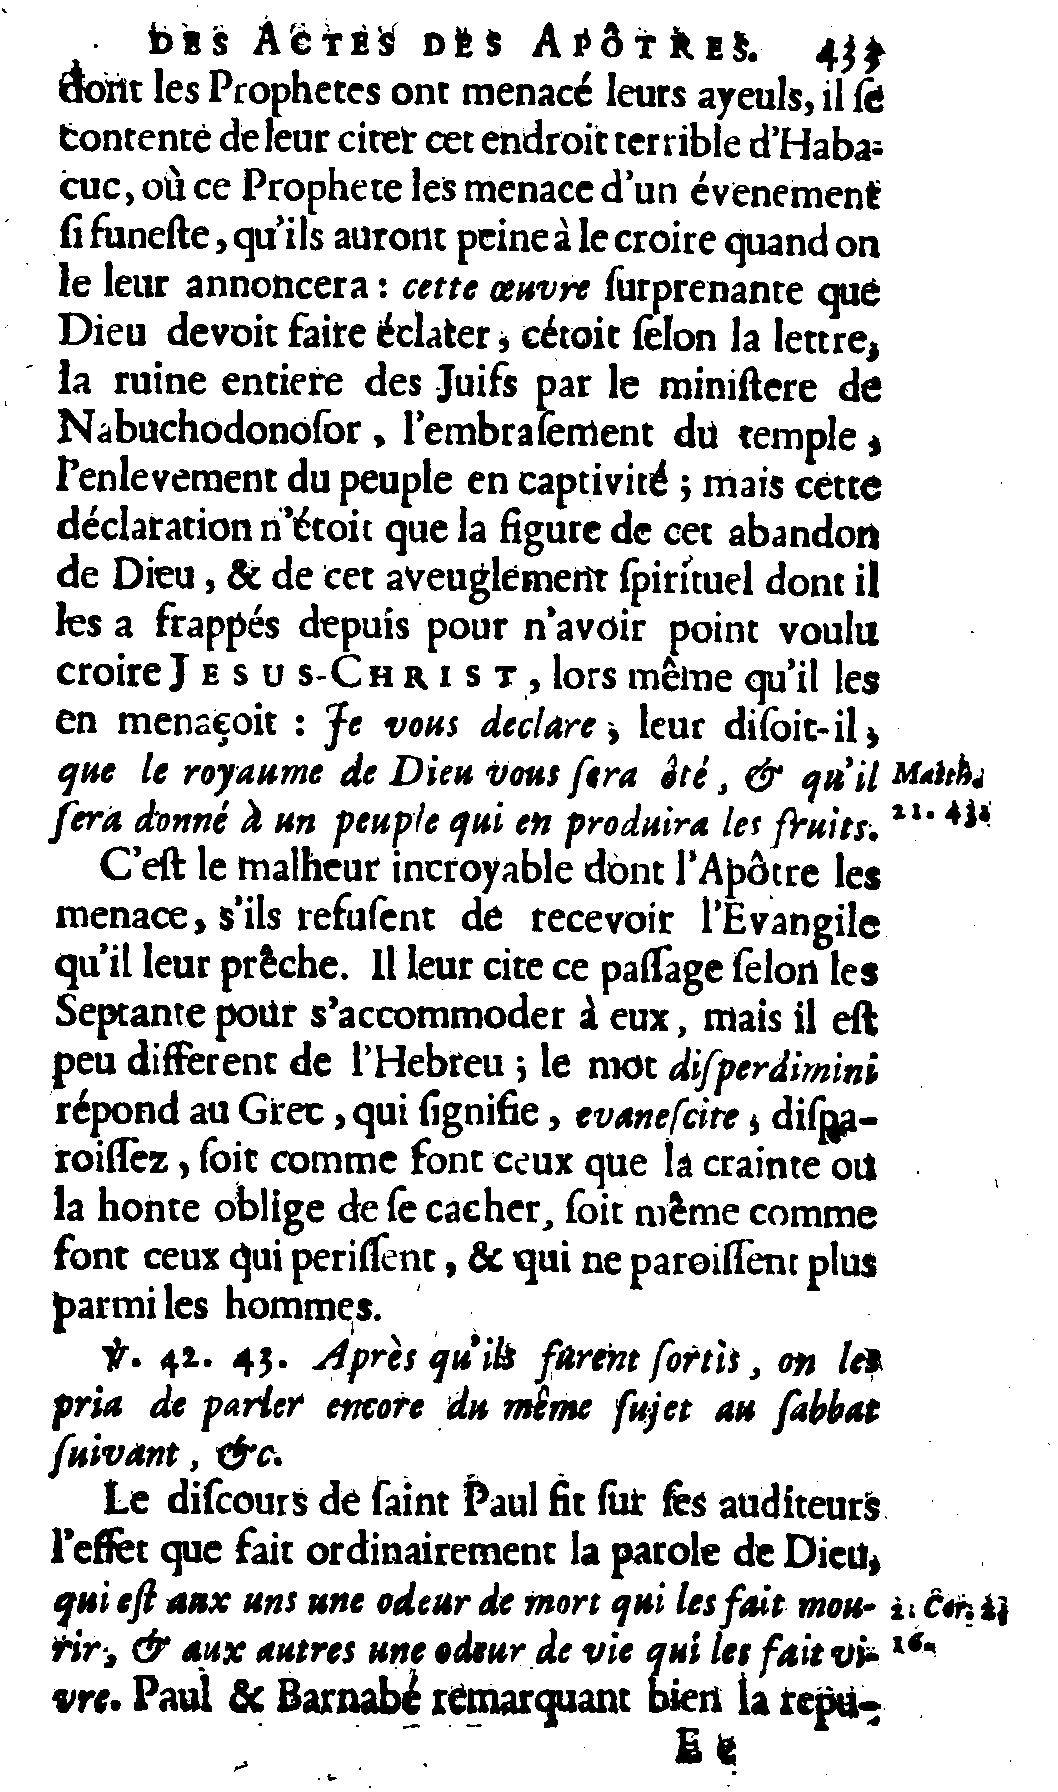 DES ACTES DES APÔTRES. 433
dont les Prophetes ont menacé leurs ayeuls, il ſe
contente de leur citer cet endroit terrible d'Haba-
cuc, où ce Prophete les menace d'un évenement
ſi funeſte, qu'ils auront peine à le croire quand on
le leur annoncera : cette œuvre ſurprenante que
Dieu devoit faire éclater, cétoit ſelon la lettre,
la ruine entiere des Juifs par le miniſtere de
Nabuchodonoſor, l'embraſement du temple,
l'enlevement du peuple en captivité ; mais cette
déclaration n'étoit que la figure de cet abandon
de Dieu, & de cet aveuglement ſpirituel dont il
les a frappés depuis pour n'avoir point voulu
croire JESUS-CHRIST, lors même qu'il les
en menaçoit : Je vous declare, leur diſoit-il,
que le royaume de Dieu vous ſera ôté, & qu'il Matth.
ſera donné à un peuple qui en produira les fruits. 21. 43.
C'eſt le malheur incroyable dont l'Apôtre les
menace, s'ils refuſent de recevoir l'Evangile
qu'il leur prêche. Il leur cite ce paſſage ſelon les
Septante pour s'accommoder à eux, mais il eſt
peu different de l'Hebreu ; le mot diſperdimini
répond au Grec, qui ſignifie, evaneſcite, diſpa-
roiſſez, ſoit comme font ceux que la crainte ou
la honte oblige de ſe cacher, ſoit même comme
font ceux qui periſſent, & qui ne paroiſſent plus
parmi les hommes.
℣. 42. 43. Après qu'ils furent ſortis, on les
pria de parler encore du même ſujet au ſabbat
ſuivant, &c.
Le diſcours de ſaint Paul fit ſur ſes auditeurs
l'effet que fait ordinairement la parole de Dieu,
qui eſt aux uns une odeur de mort qui les fait mou- 2. Cor. 2.
rir, & aux autres une odeur de vie qui les fait vi- 16.
vre. Paul & Barnabé remarquant bien la repu-
E e